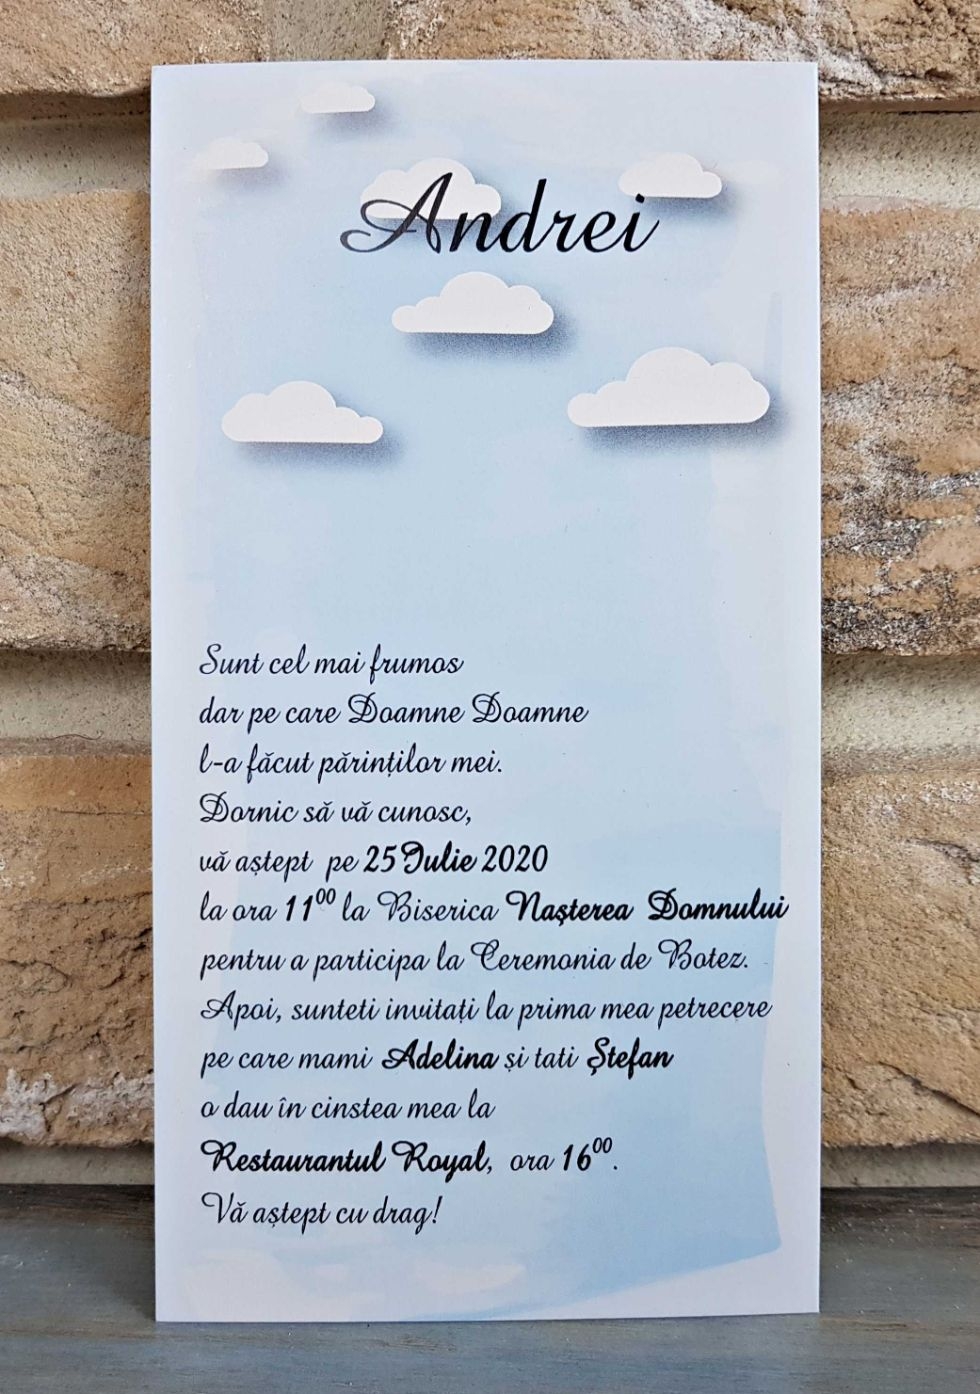 Andrei
Sunt cel mai frumos
dar pe care Doamne Doamne
l-a făcut părinților mei.
Dornic să vă cunosc,
vă aștept pe 25 Iulie 2020
la ora 11⁰⁰ la Biserica Nașterea Domnului
pentru a participa la Ceremonia de Botez.
Apoi, sunteti invitați la prima mea petrecere
pe care mami Adelina și tati Ștefan
o dau în cinstea mea la
Restaurantul Royal, ora 16⁰⁰.
Vă aștept cu drag!